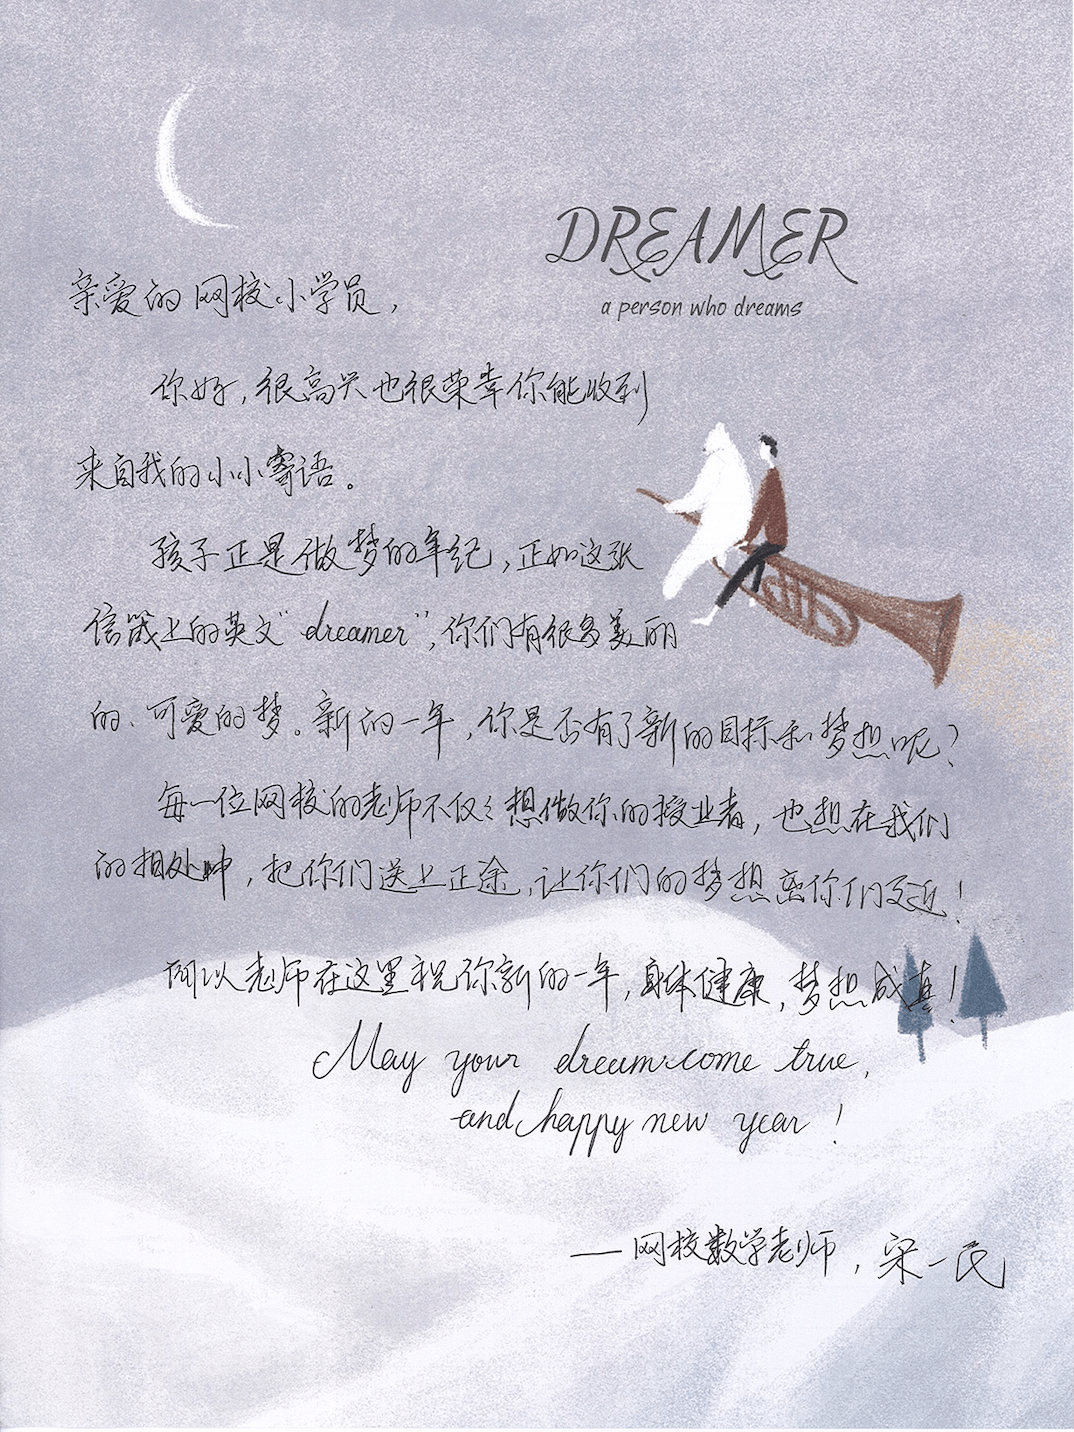 DREAMER
a person who dreams
亲爱的网校小学员，
你好，很高兴也很荣幸你能收到
来自我的小小寄语。
孩子正是做梦的年纪，正如这张
信笺上的英文“dreamer”，你们有很多美丽
的、可爱的梦。新的一年，你是否有了新的目标和梦想呢？
每一位网校的老师不仅仅想做你的授业者，也想在我们
的相处中，把你们送上正途，让你们的梦想离你们更近！
所以老师在这里祝你新的一年，身体健康，梦想成真！
May your dream come true,
and happy new year !
——网校数学老师，梁一民